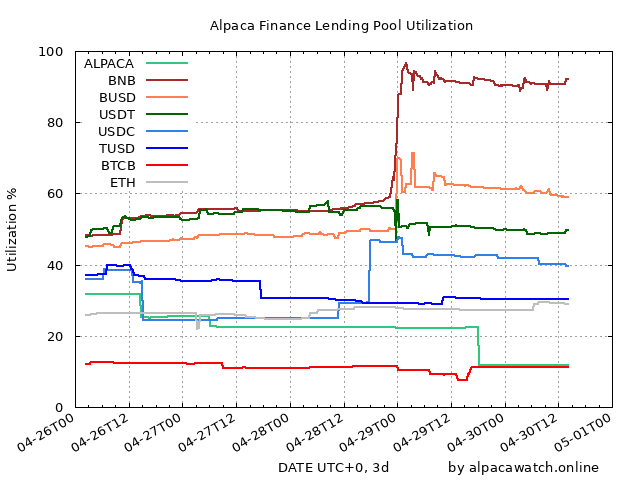 Alpaca Finance Lending Pool Utilization
Utilization %
100
80
60
40
20
0
ALPACA
BNB
BUSD
USDT
USDC
TUSD
BTCB
ETH
04-26T00
04-26T12
04-27T00
04-27T12
04-28T00
04-28T12
04-29T00
04-29T12
04-30T00
04-30T12
05-01T00
DATE UTC+0, 3d
by alpacawatch.online